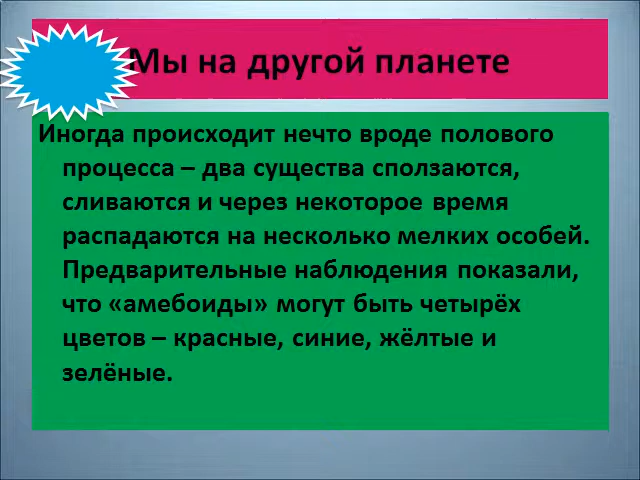 Мы на другой планете
Иногда происходит нечто вроде полового
процесса – два существа сползаются,
сливаются и через некоторое время
распадаются на несколько мелких особей.
Предварительные наблюдения показали,
что «амебоиды» могут быть четырёх
цветов – красные, синие, жёлтые и
зелёные.